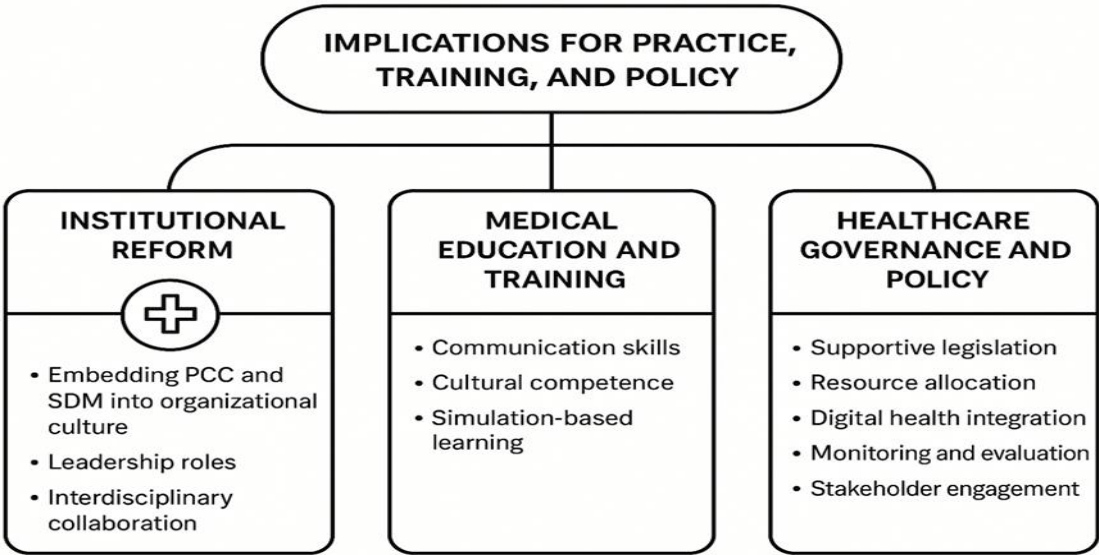 IMPLICATIONS FOR PRACTICE,
TRAINING, AND POLICY
INSTITUTIONAL
REFORM
• Embedding PCC and
SDM into organizational
culture
• Leadership roles
• Interdisciplinary
collaboration
MEDICAL
EDUCATION AND
TRAINING
• Communication skills
• Cultural competence
• Simulation-based
learning
HEALTHCARE
GOVERNANCE AND
POLICY
• Supportive legislation
• Resource allocation
• Digital health integration
• Monitoring and evaluation
• Stakeholder engagement